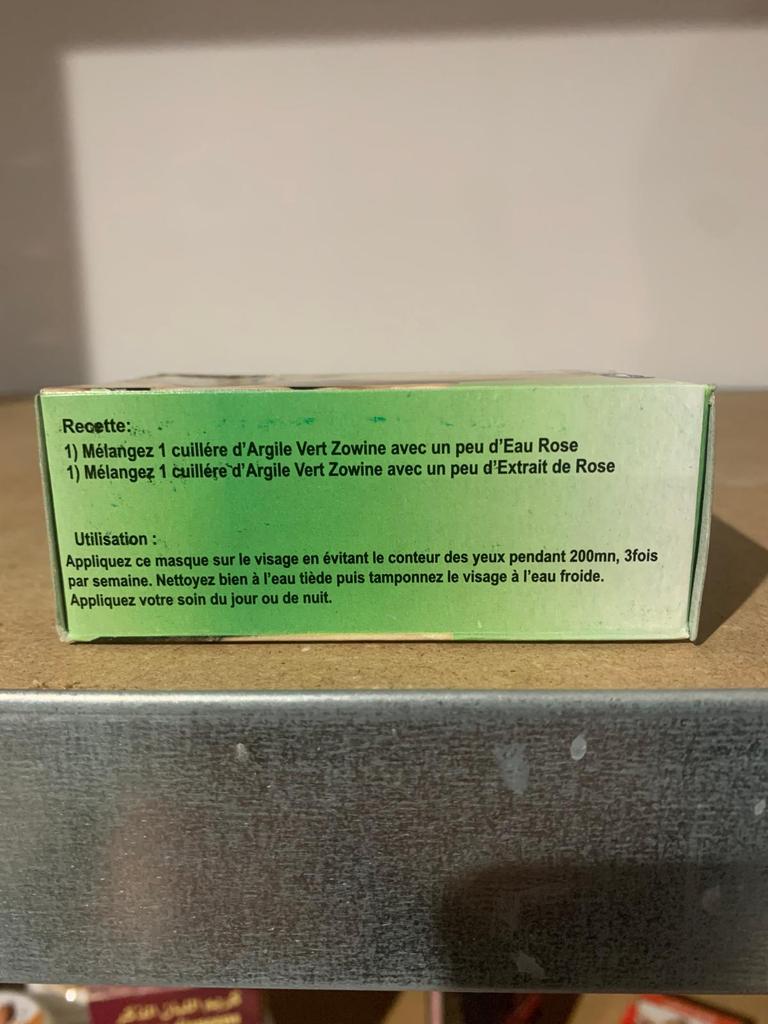 Recette:
1) Mélangez 1 cuillére d'Argile Vert Zowine avec un peu d'Eau Rose
1) Mélangez 1 cuillére d'Argile Vert Zowine avec un peu d'Extrait de Rose
Utilisation :
Appliquez ce masque sur le visage en évitant le conteur des yeux pendant 200mn, 3fois
par semaine. Nettoyez bien à l'eau tiède puis tamponnez le visage à l'eau froide.
Appliquez votre soin du jour ou de nuit.